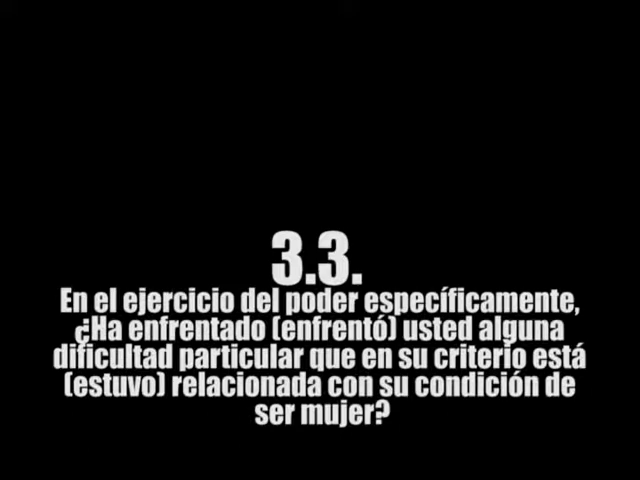 3.3.
En el ejercicio del poder específicamente,
¿Ha enfrentado (enfrentó) usted alguna
dificultad particular que en su criterio está
(estuvo) relacionada con su condición de
ser mujer?